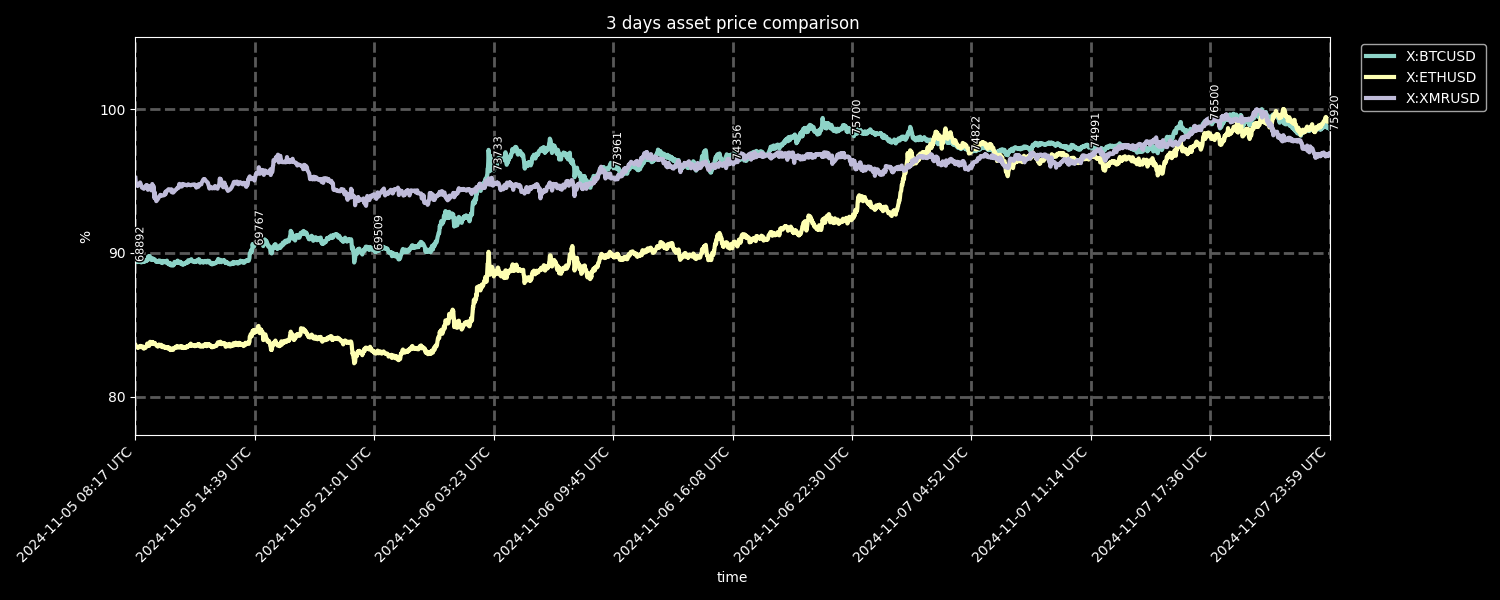 3 days asset price comparison
X:BTCUSD
X:ETHUSD
X:XMRUSD
%
100
90
80
68892
69767
69509
73733
73961
74356
75700
74822
74991
76500
75920
2024-11-05 08:17 UTC
2024-11-05 14:39 UTC
2024-11-05 21:01 UTC
2024-11-06 03:23 UTC
2024-11-06 09:45 UTC
2024-11-06 16:08 UTC
2024-11-06 22:30 UTC
2024-11-07 04:52 UTC
2024-11-07 11:14 UTC
2024-11-07 17:36 UTC
2024-11-07 23:59 UTC
time